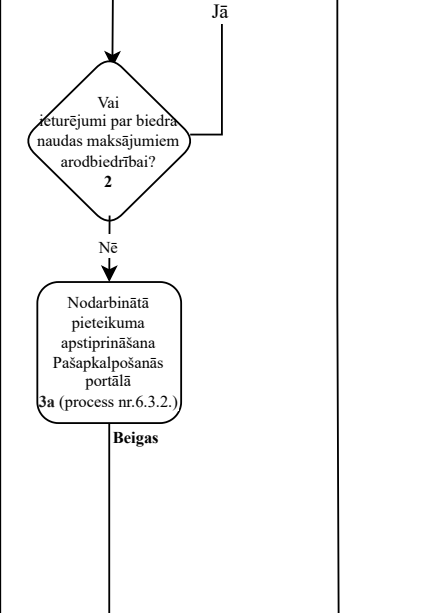 Jā
Vai
ieturējumi par biedra
naudas maksājumiem
arodbiedrībai?
2
Nē
Nodarbinātā
pieteikuma
apstiprināšana
Pašapkalpošanās
portālā
3a (process nr.6.3.2.)
Beigas